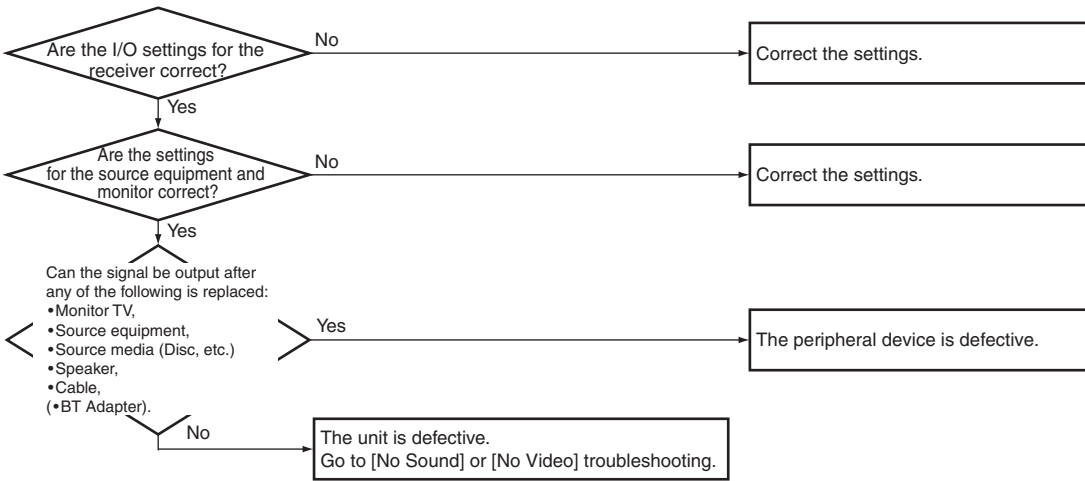 Are the I/O settings for the
receiver correct?
No
Correct the settings.
Yes
Are the settings
for the source equipment and
monitor correct?
No
Correct the settings.
Yes
Can the signal be output after
any of the following is replaced:
•Monitor TV,
•Source equipment,
•Source media (Disc, etc.)
•Speaker,
•Cable,
(•BT Adapter).
Yes
The peripheral device is defective.
No
The unit is defective.
Go to [No Sound] or [No Video] troubleshooting.